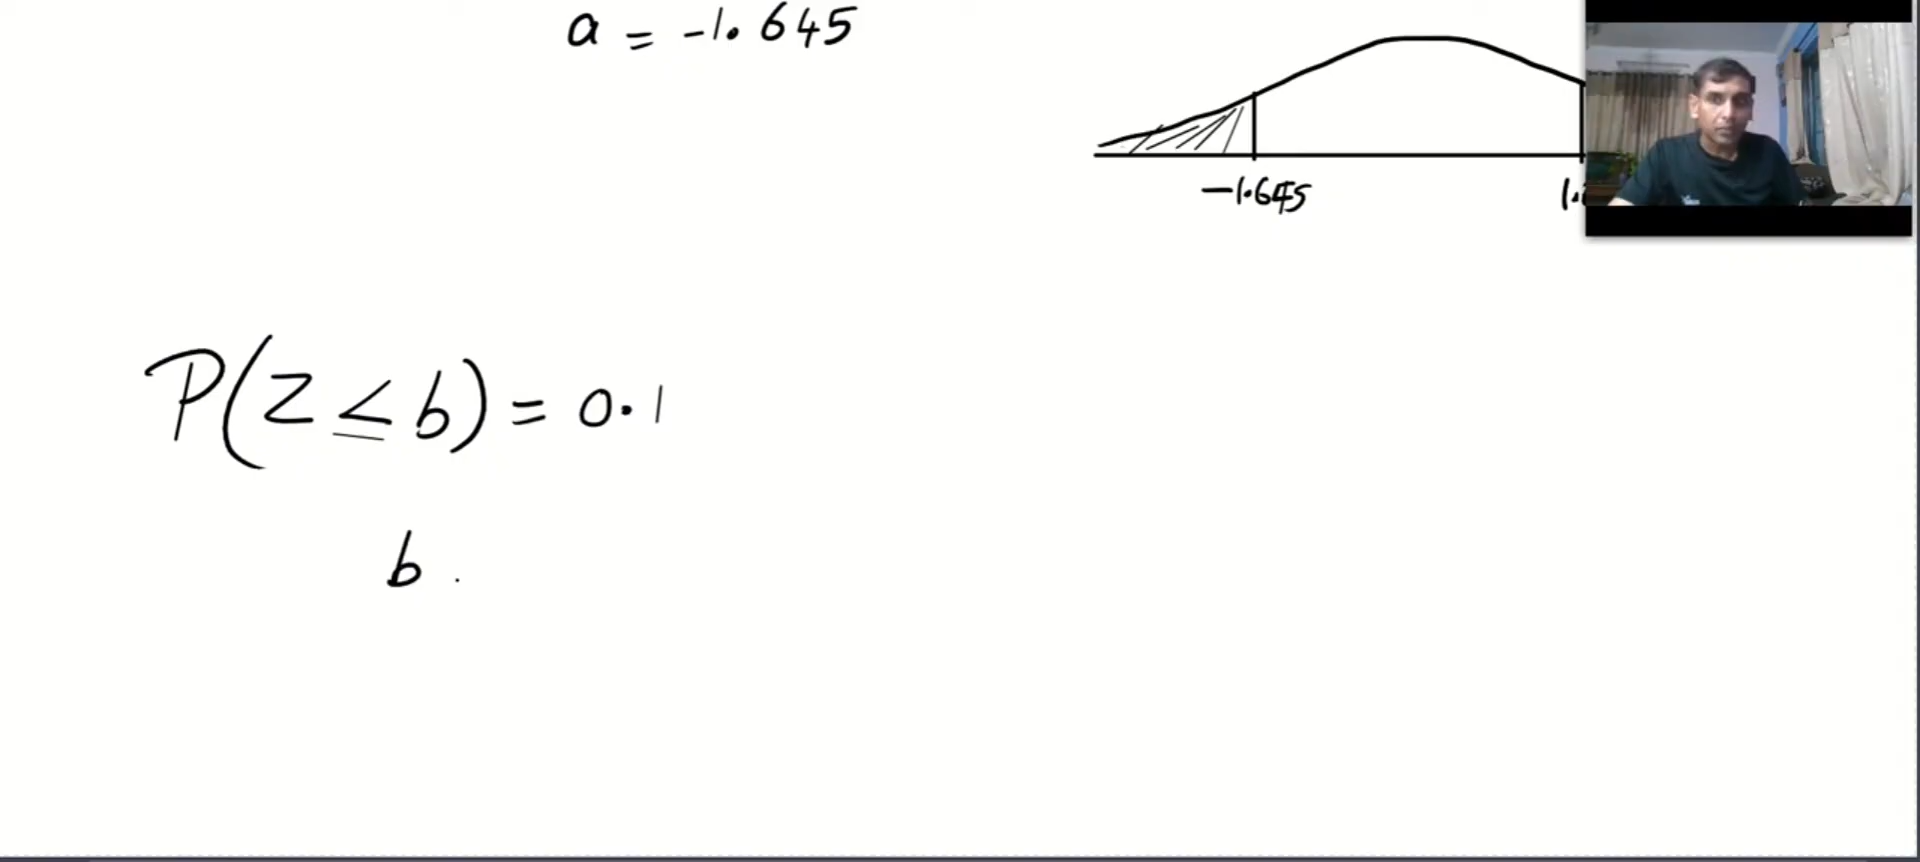 a = -1.645
-1.645
P(Z ≤ b) = 0.1
b